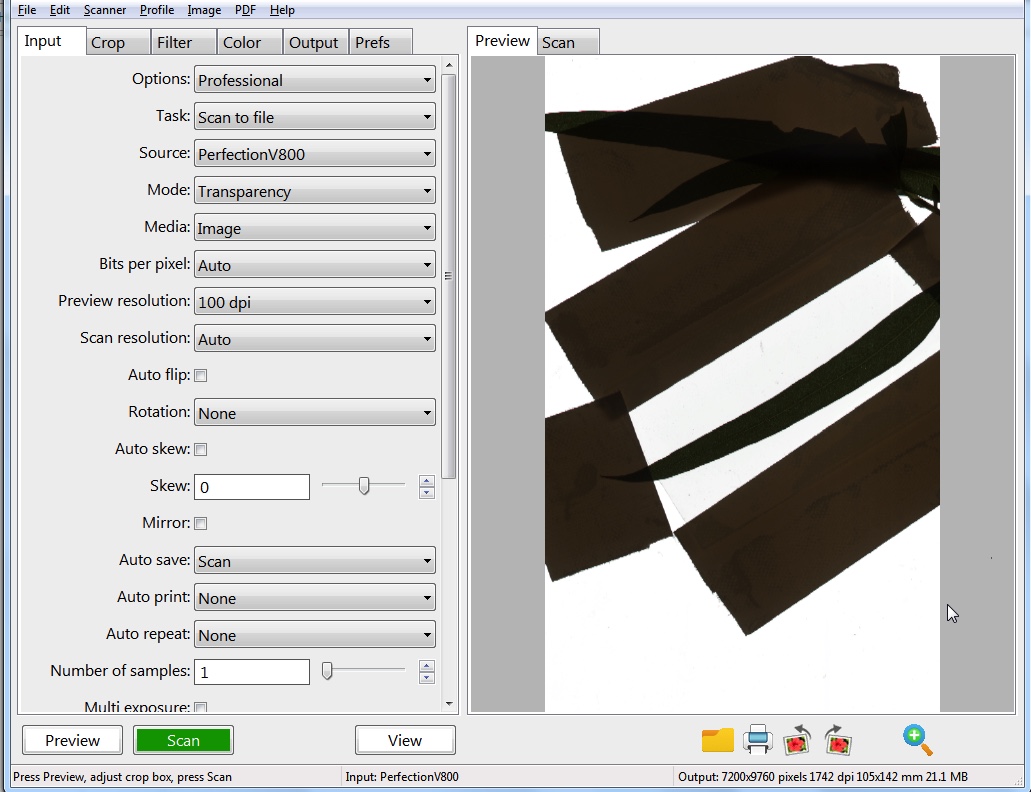 File Edit Scanner Profile Image PDF Help
Input Crop Filter Color Output Prefs
Preview Scan
Options: Professional
Task: Scan to file
Source: PerfectionV800
Mode: Transparency
Media: Image
Bits per pixel: Auto
Preview resolution: 100 dpi
Scan resolution: Auto
Auto flip:
Rotation: None
Auto skew:
Skew: 0
Mirror:
Auto save: Scan
Auto print: None
Auto repeat: None
Number of samples: 1
Multi exposure:
Preview Scan View
Press Preview, adjust crop box, press Scan Input: PerfectionV800 Output: 7200x9760 pixels 1742 dpi 105x142 mm 21.1 MB